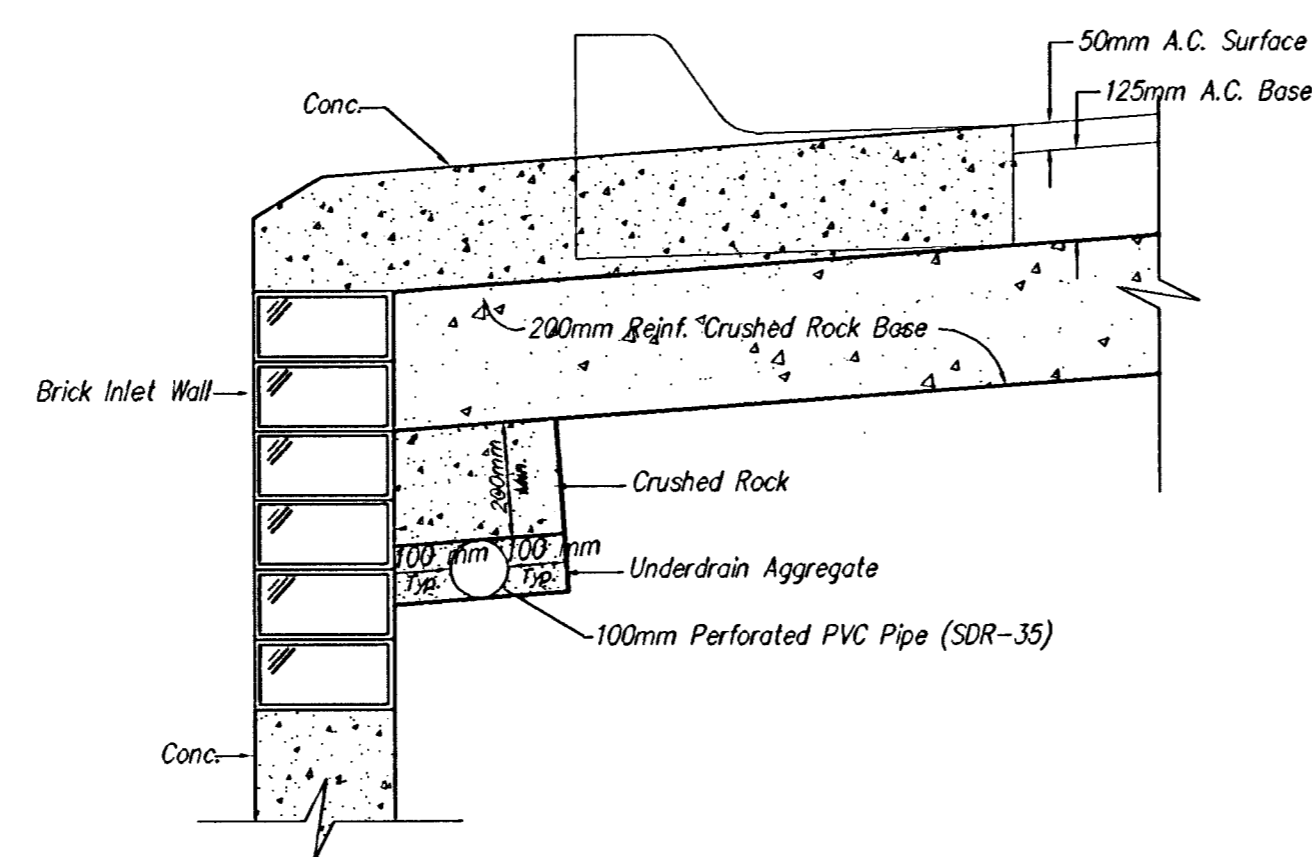 50mm A.C. Surface
125mm A.C. Base
Conc.
200mm Reinf. Crushed Rock Base
Brick Inlet Wall
200mm
Min.
Crushed Rock
100 mm
Typ.
100 mm
Typ.
Underdrain Aggregate
100mm Perforated PVC Pipe (SDR-35)
Conc.